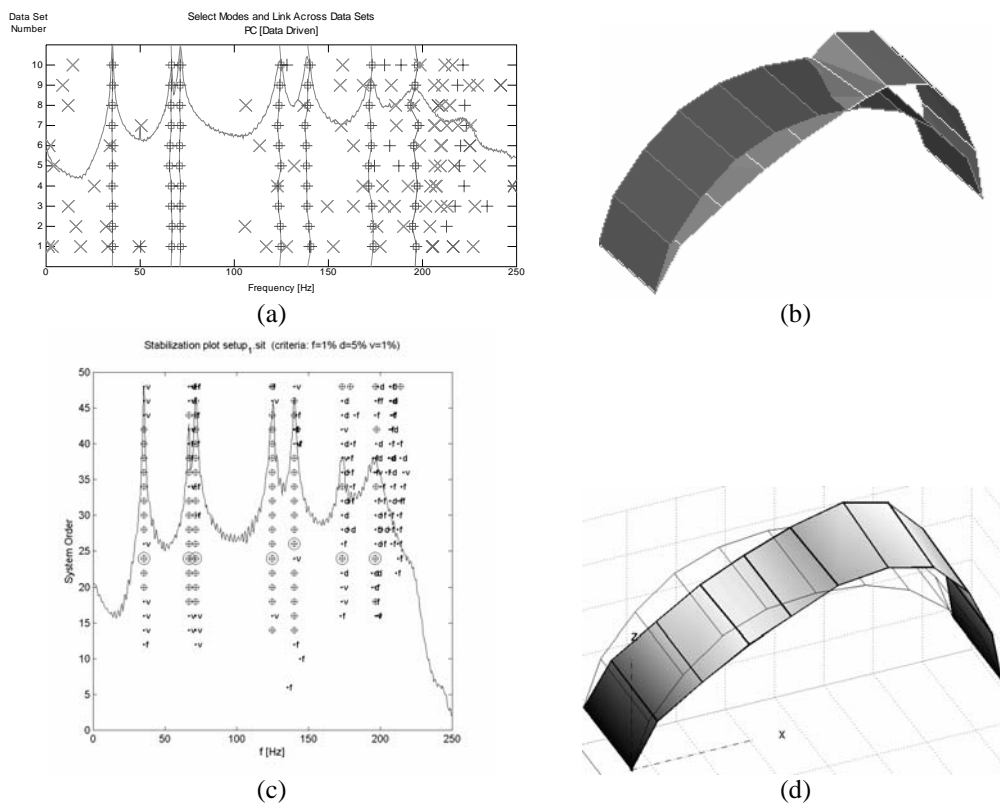 Data Set
Number
Select Modes and Link Across Data Sets
PC [Data Driven]
10
9
8
7
6
5
4
3
2
1
0
50
100
150
200
250
Frequency [Hz]
(a)
(b)
Stabilization plot setup1.sit (criteria: f=1% d=5% v=1%)
50
45
40
35
30
25
20
15
10
5
0
System Order
0
50
100
150
200
250
f [Hz]
(c)
z
x
(d)